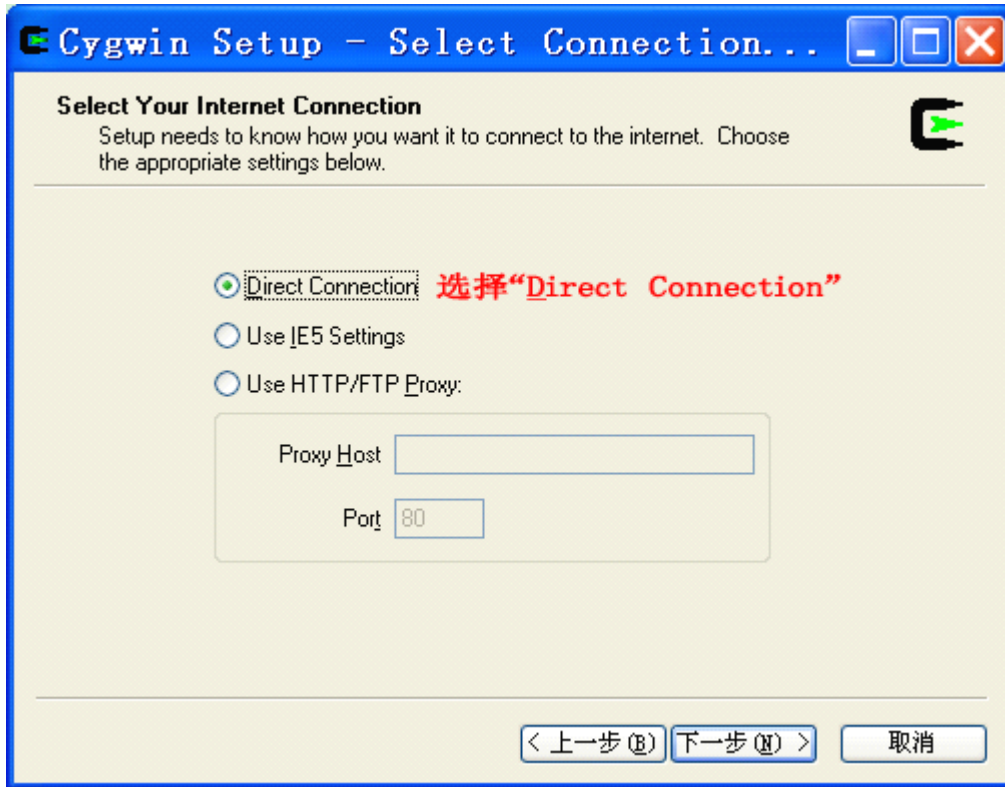 Cygwin Setup - Select Connection...
Select Your Internet Connection
Setup needs to know how you want it to connect to the internet. Choose
the appropriate settings below.
Direct Connection 选择“Direct Connection”
Use IE5 Settings
Use HTTP/FTP Proxy:
Proxy Host
Port 80
< 上一步(B) 下一步(N) > 取消